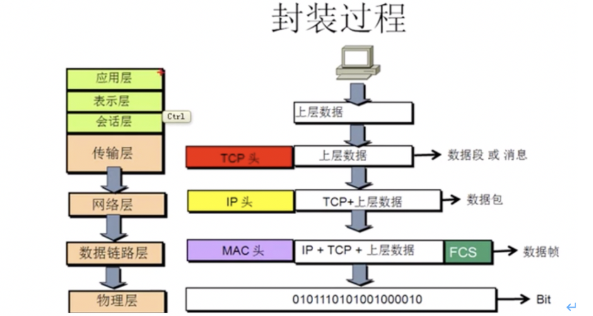 封装过程
应用层
表示层
会话层
Ctrl
传输层
网络层
数据链路层
物理层
上层数据
TCP 头
上层数据
数据段 或 消息
IP 头
TCP+上层数据
数据包
MAC 头
IP + TCP + 上层数据
FCS
数据帧
0101110101001000010
Bit